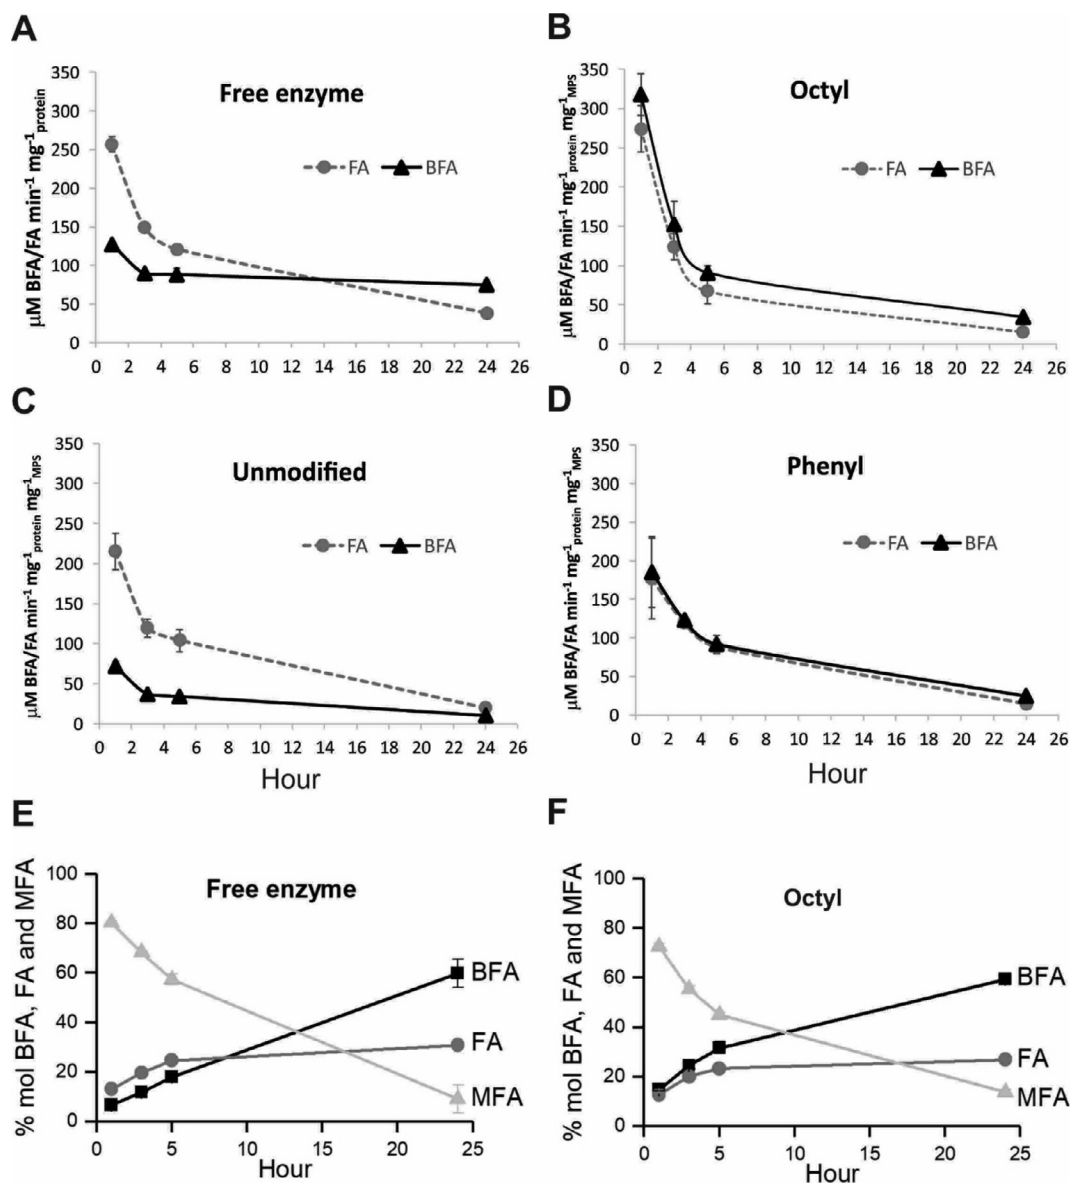 A
Free enzyme
μM BFA/FA min⁻¹ mg⁻¹protein
350
300
250
200
150
100
50
0
FA
BFA
0 2 4 6 8 10 12 14 16 18 20 22 24 26
B
Octyl
μM BFA/FA min⁻¹ mg⁻¹protein mg⁻¹MPS
350
300
250
200
150
100
50
0
FA
BFA
0 2 4 6 8 10 12 14 16 18 20 22 24 26
C
Unmodified
μM BFA/FA min⁻¹ mg⁻¹protein mg⁻¹MPS
350
300
250
200
150
100
50
0
FA
BFA
0 2 4 6 8 10 12 14 16 18 20 22 24 26
Hour
D
Phenyl
μM BFA/FA min⁻¹ mg⁻¹protein mg⁻¹MPS
350
300
250
200
150
100
50
0
FA
BFA
0 2 4 6 8 10 12 14 16 18 20 22 24 26
Hour
E
Free enzyme
% mol BFA, FA and MFA
100
80
60
40
20
0
BFA
FA
MFA
0 5 10 15 20 25
Hour
F
Octyl
% mol BFA, FA and MFA
100
80
60
40
20
0
BFA
FA
MFA
0 5 10 15 20 25
Hour